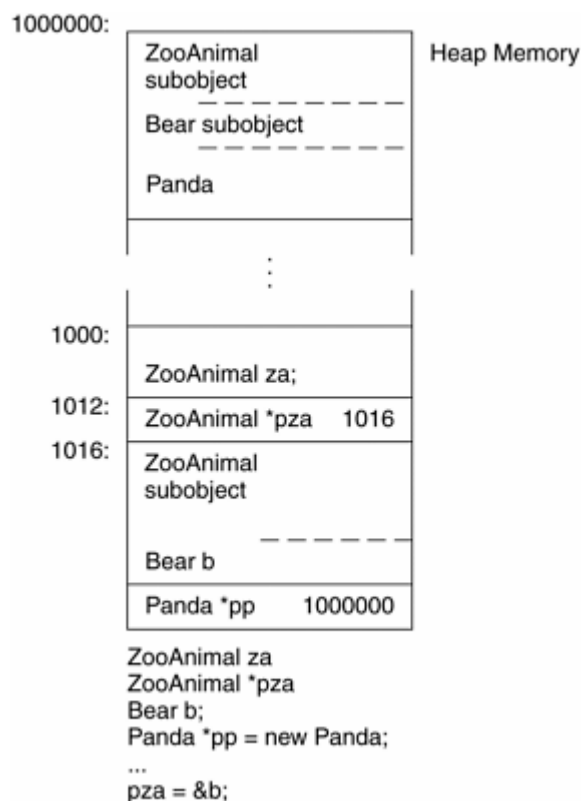 1000000:
ZooAnimal
subobject
Heap Memory
Bear subobject
Panda
1000:
ZooAnimal za;
1012:
ZooAnimal *pza 1016
1016:
ZooAnimal
subobject
Bear b
Panda *pp 1000000
ZooAnimal za
ZooAnimal *pza
Bear b;
Panda *pp = new Panda;
...
pza = &b;